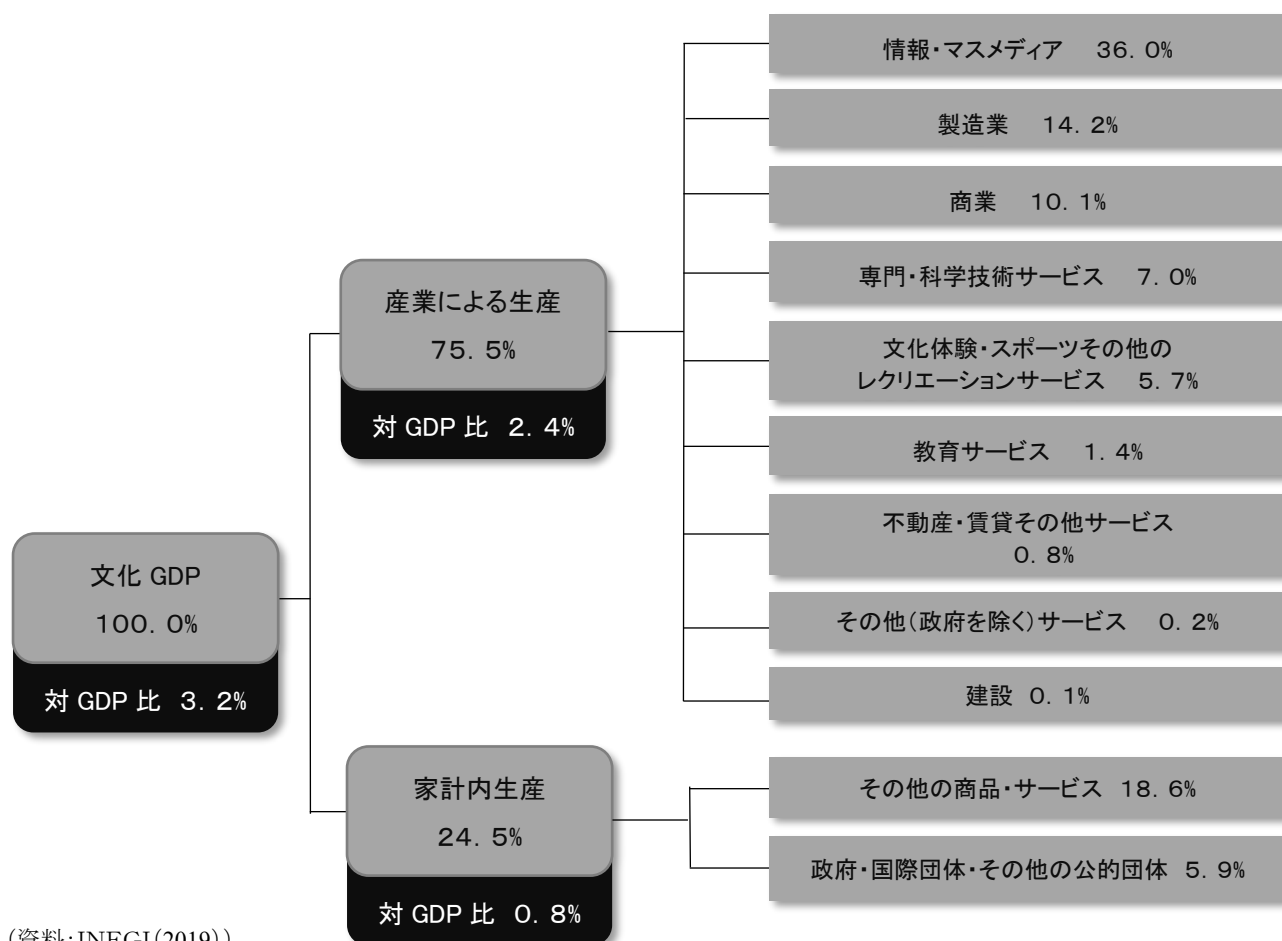 文化 GDP
100.0%
対 GDP 比 3.2%
産業による生産
75.5%
対 GDP 比 2.4%
情報・マスメディア 36.0%
製造業 14.2%
商業 10.1%
専門・科学技術サービス 7.0%
文化体験・スポーツその他の
レクリエーションサービス 5.7%
教育サービス 1.4%
不動産・賃貸その他サービス
0.8%
その他(政府を除く)サービス 0.2%
建設 0.1%
家計内生産
24.5%
対 GDP 比 0.8%
その他の商品・サービス 18.6%
政府・国際団体・その他の公的団体 5.9%
(資料:INEGI(2019))